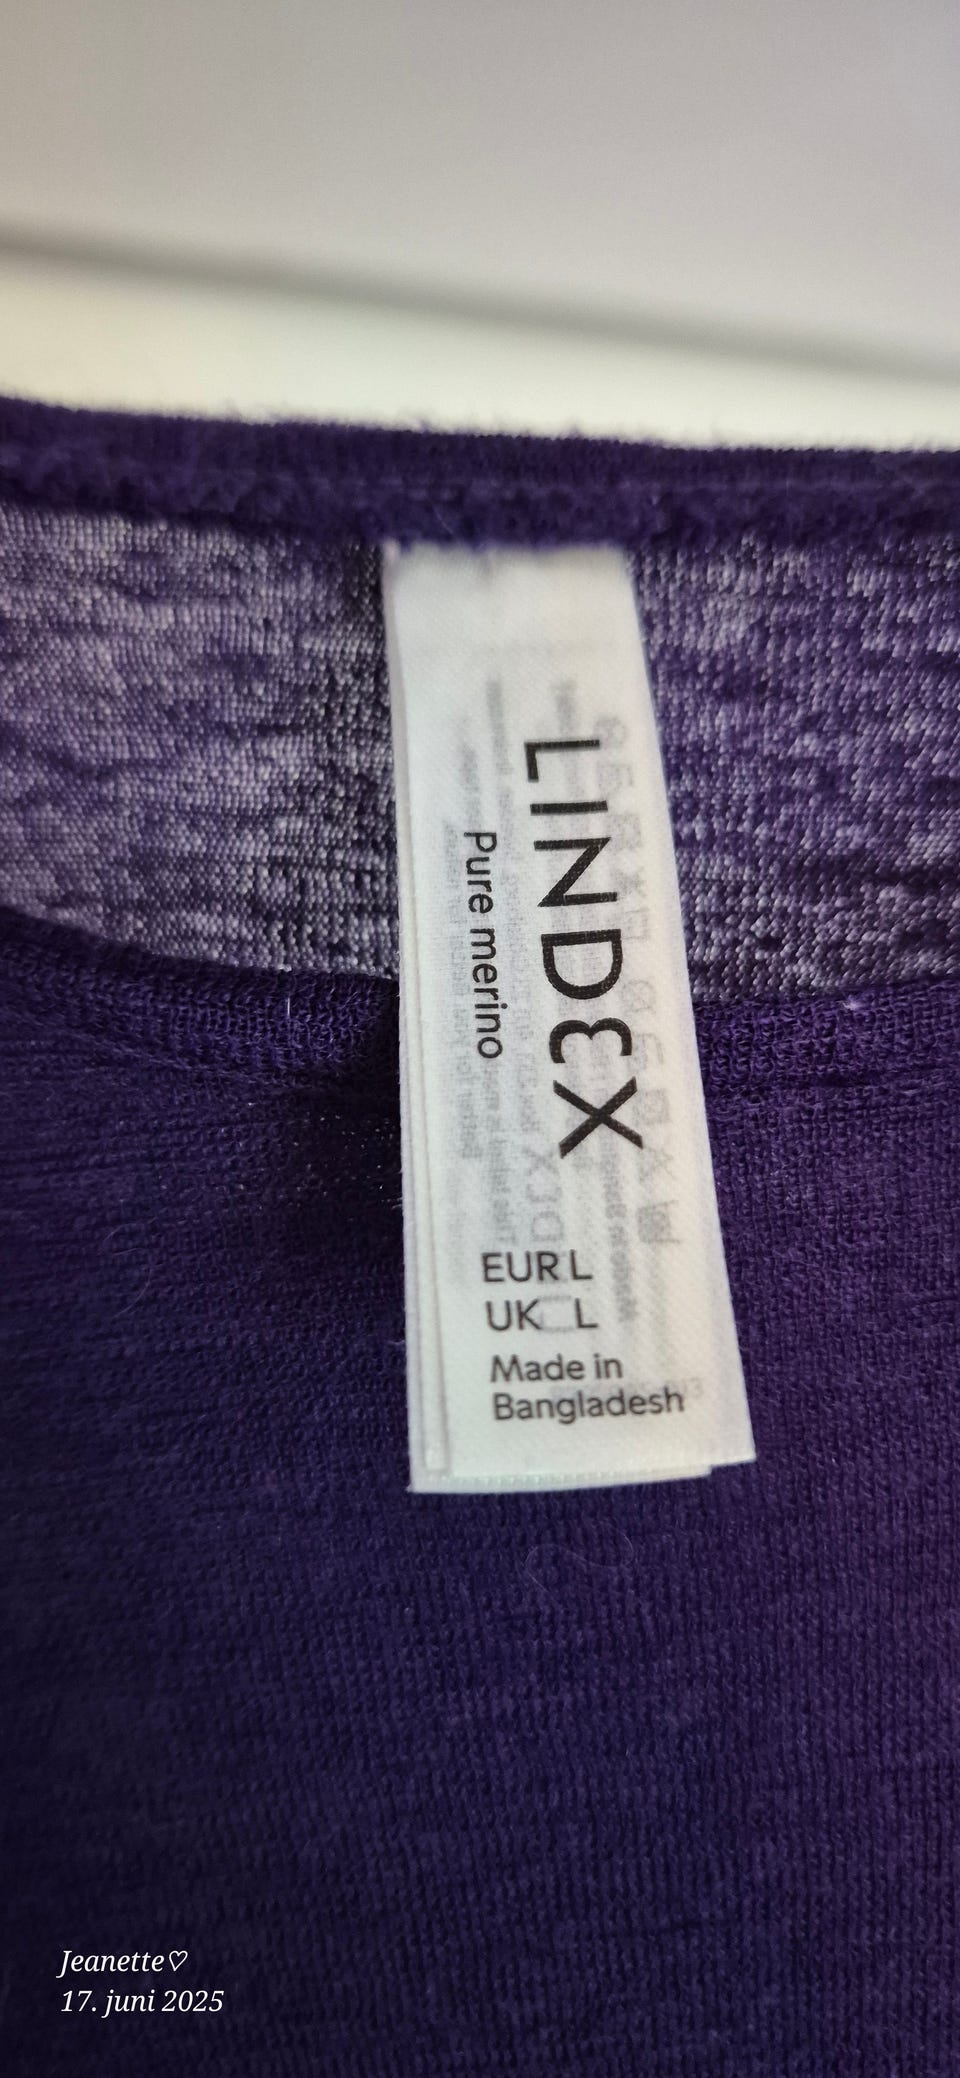 LINDEX
Pure merino
EUR L
UK L
Made in
Bangladesh
Jeanette♡
17. juni 2025